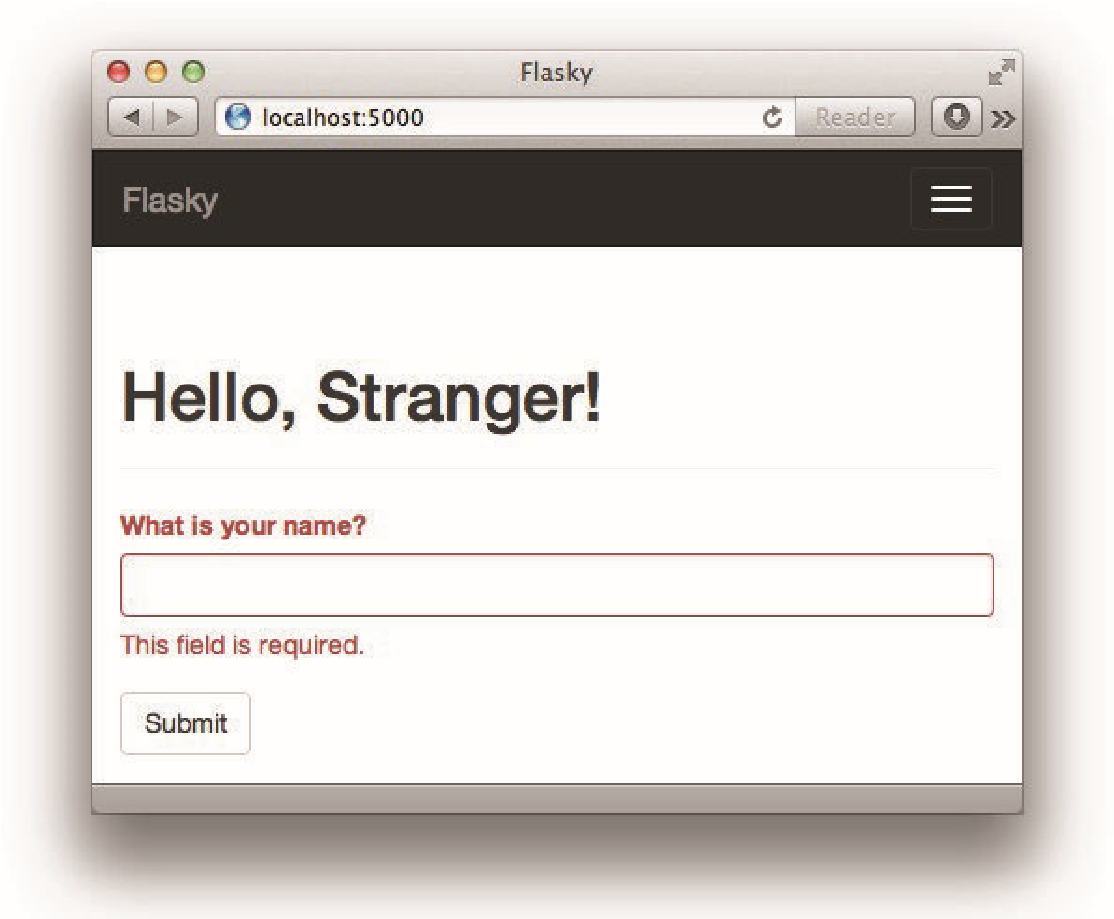 Flasky
localhost:5000
Reader
Flasky
Hello, Stranger!
What is your name?
This field is required.
Submit